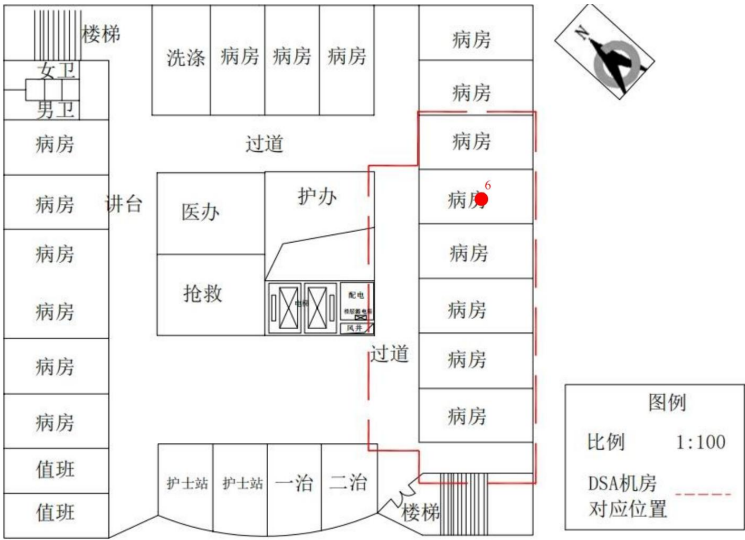 楼梯
洗涤
病房
病房
病房
病房
N
女卫
男卫
病房
病房
过道
病房
病房
讲台
医办
护办
病房
6
病房
抢救
电梯
配电
病房
病房
风井
病房
病房
过道
病房
病房
病房
图例
比例 1:100
DSA机房
对应位置
值班
护士站
护士站
一治
二治
值班
楼梯